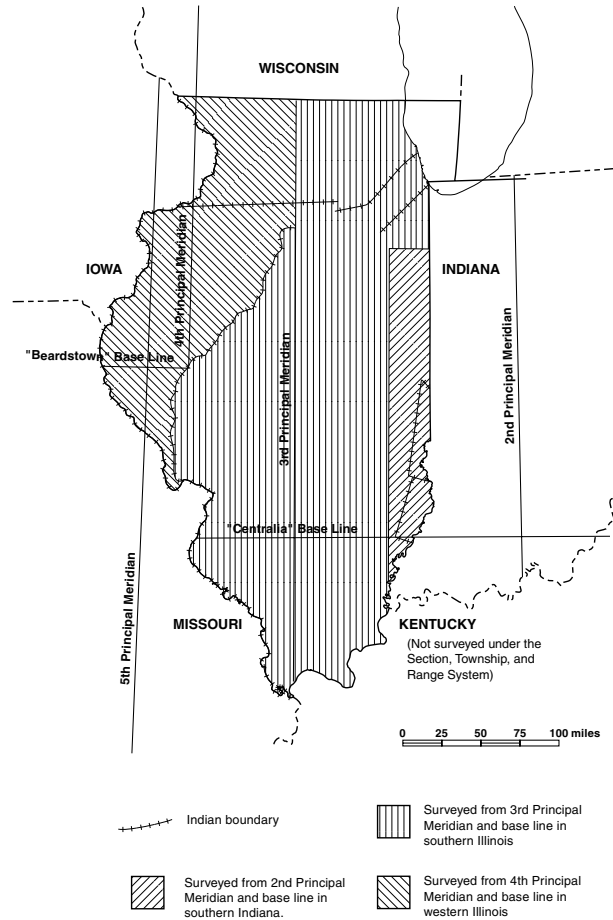 WISCONSIN
4th Principal Meridian
IOWA
INDIANA
"Beardstown" Base Line
3rd Principal Meridian
2nd Principal Meridian
"Centralia" Base Line
5th Principal Meridian
MISSOURI
KENTUCKY
(Not surveyed under the
Section, Township, and
Range System)
0 25 50 75 100 miles
Indian boundary
Surveyed from 3rd Principal
Meridian and base line in
southern Illinois
Surveyed from 2nd Principal
Meridian and base line in
southern Indiana.
Surveyed from 4th Principal
Meridian and base line in
western Illinois